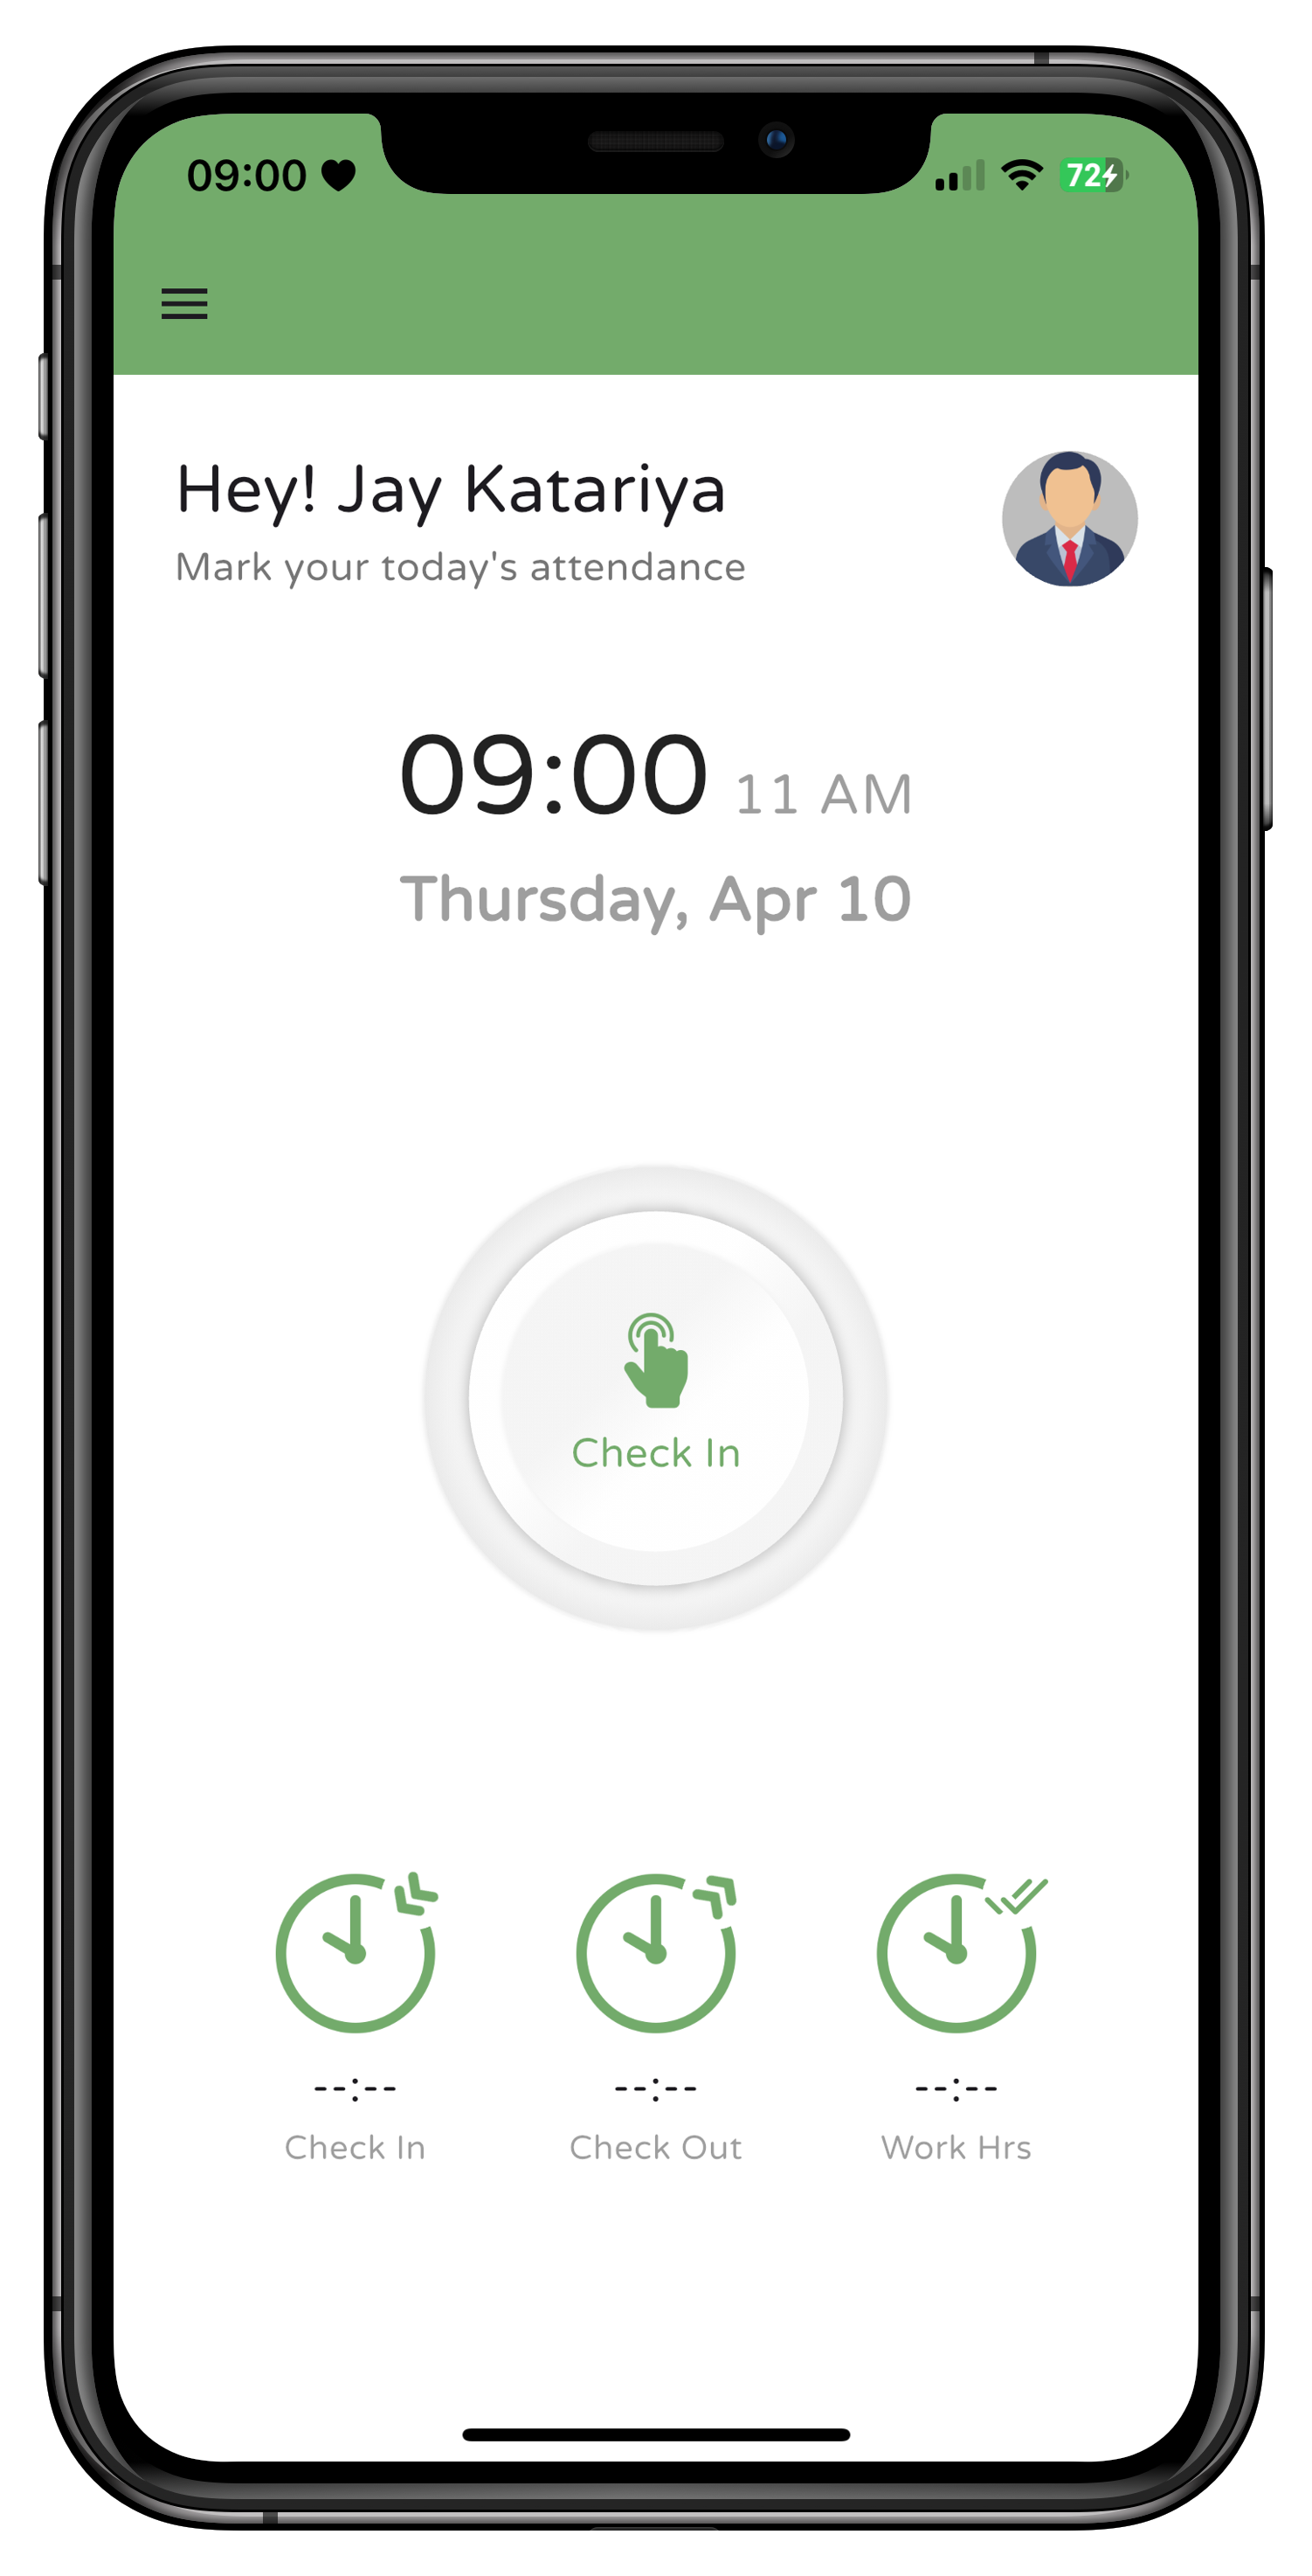 09:00
72
Hey! Jay Katariya
Mark your today's attendance
09:00 11 AM
Thursday, Apr 10
Check In
--:-- --:-- --:--
Check In Check Out Work Hrs